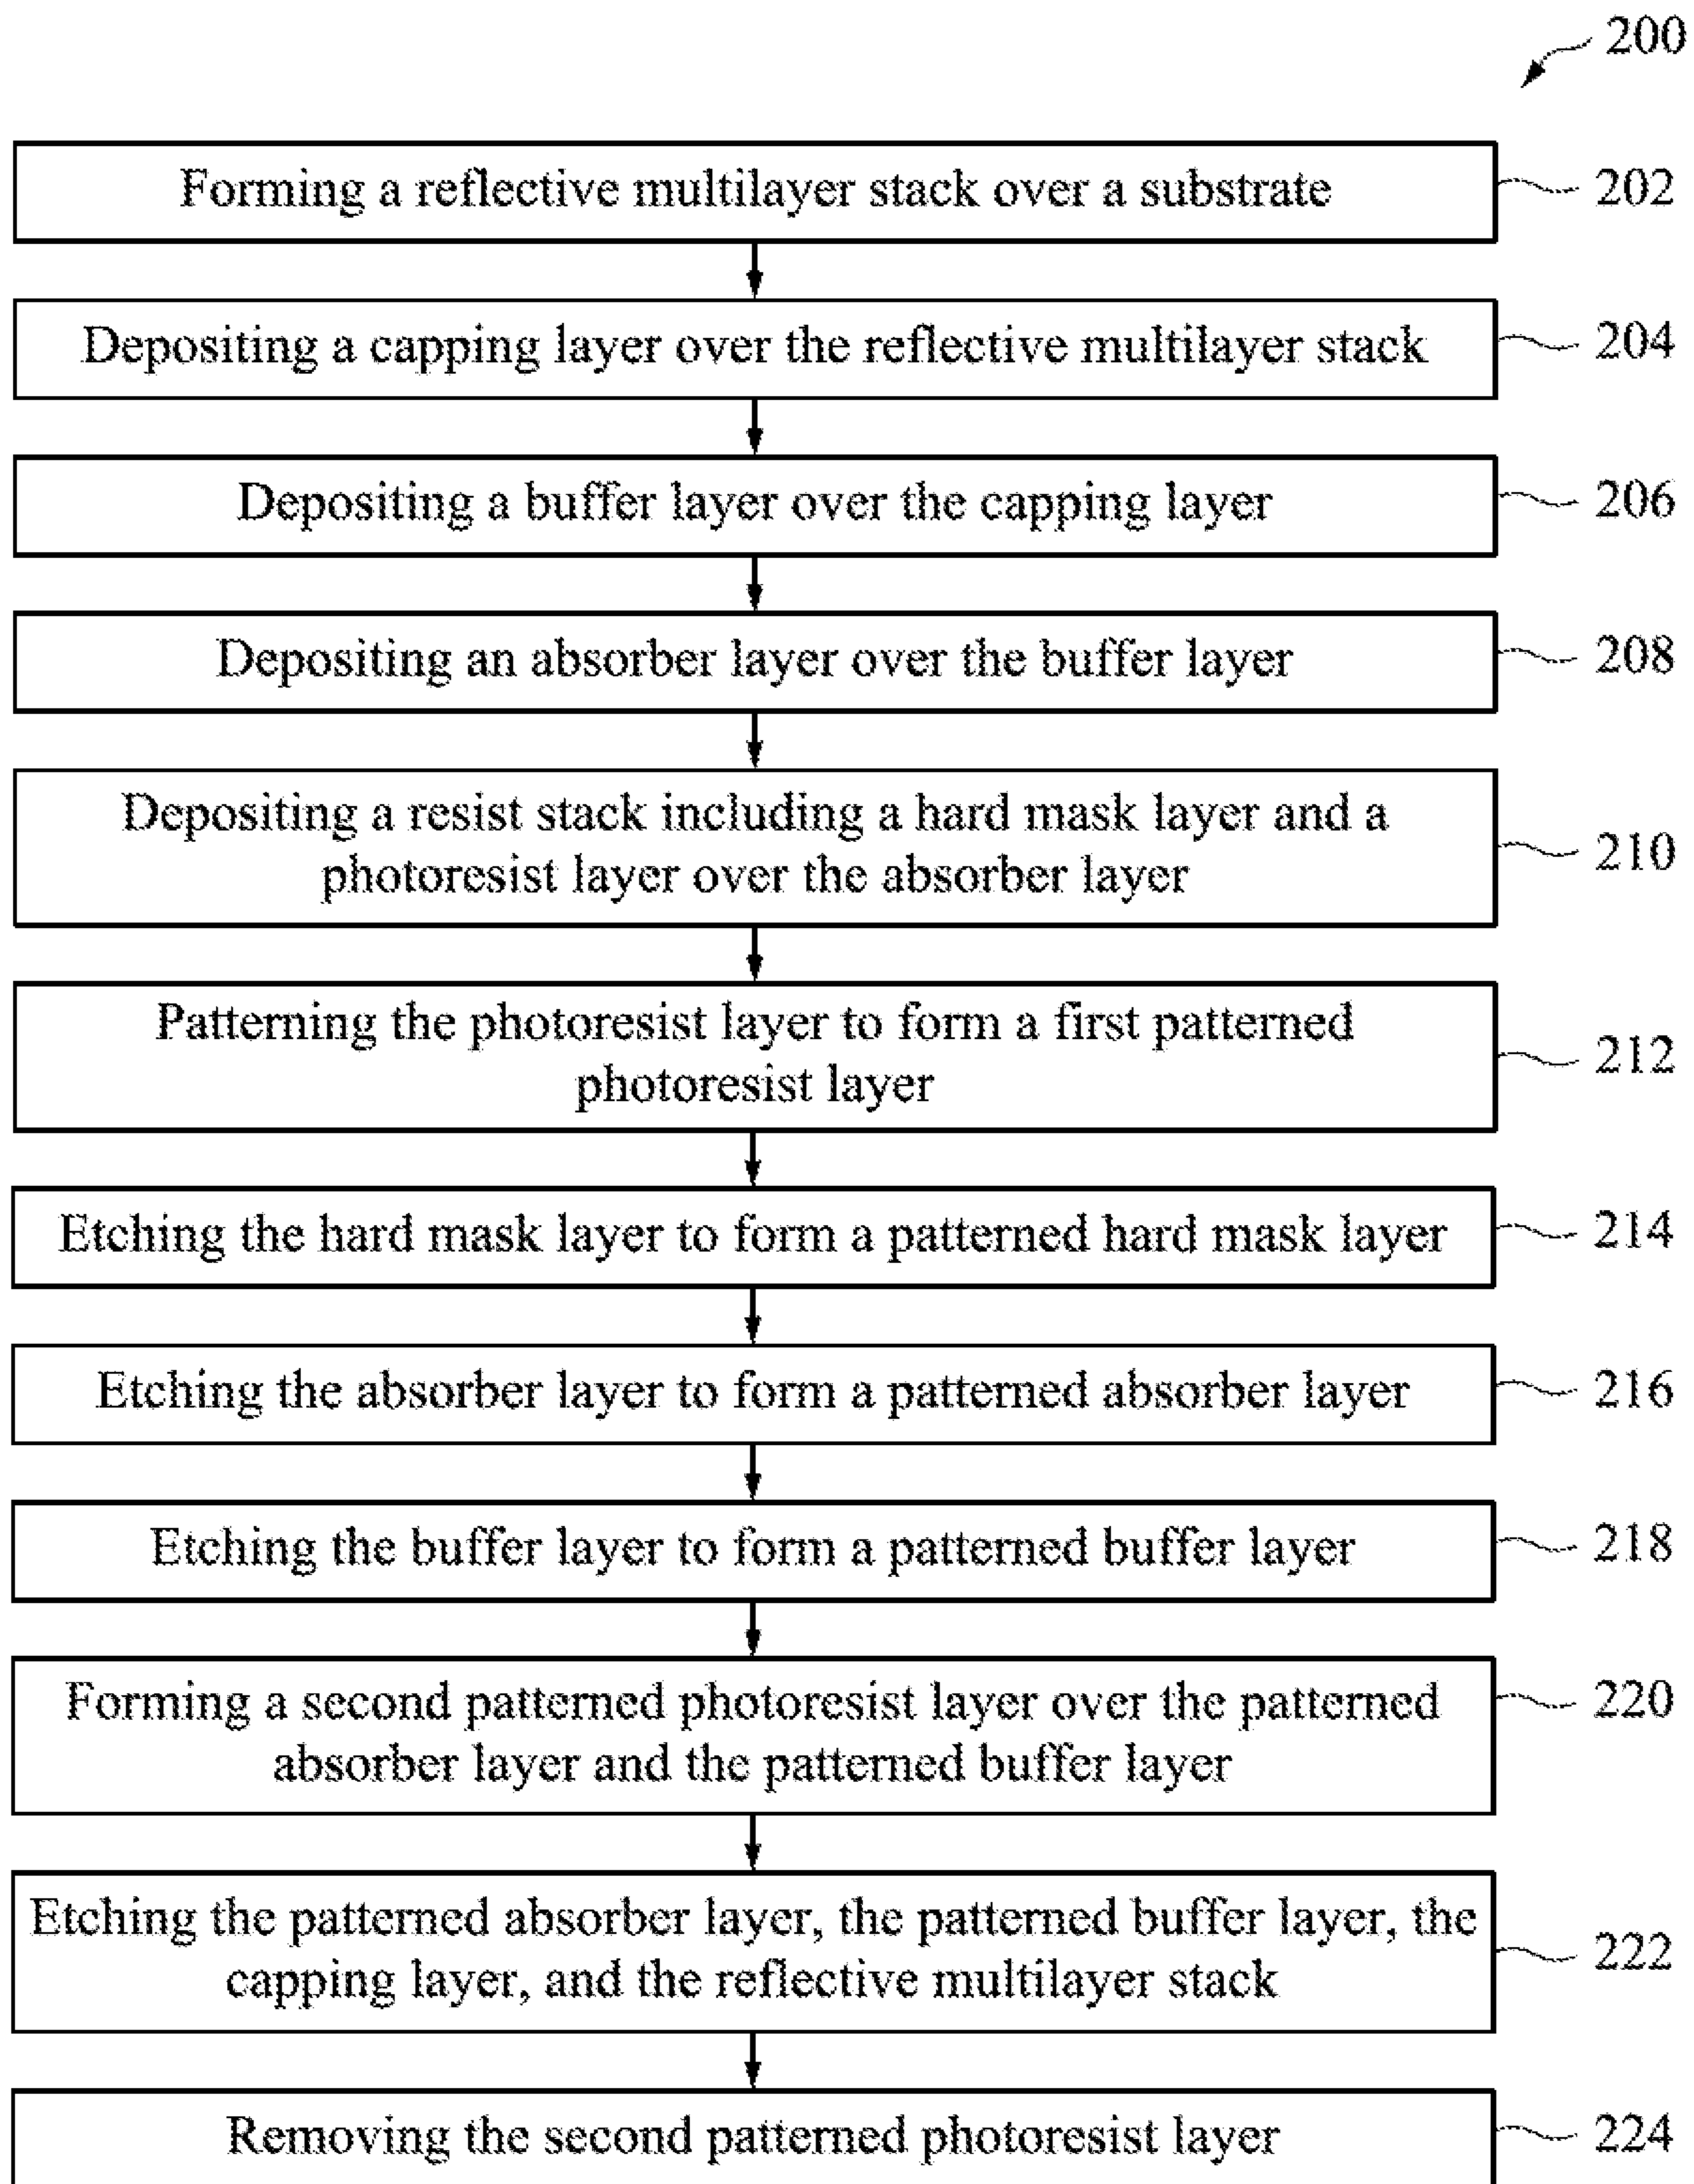 200
Forming a reflective multilayer stack over a substrate
202
Depositing a capping layer over the reflective multilayer stack
204
Depositing a buffer layer over the capping layer
206
Depositing an absorber layer over the buffer layer
208
Depositing a resist stack including a hard mask layer and a
photoresist layer over the absorber layer
210
Patterning the photoresist layer to form a first patterned
photoresist layer
212
Etching the hard mask layer to form a patterned hard mask layer
214
Etching the absorber layer to form a patterned absorber layer
216
Etching the buffer layer to form a patterned buffer layer
218
Forming a second patterned photoresist layer over the patterned
absorber layer and the patterned buffer layer
220
Etching the patterned absorber layer, the patterned buffer layer, the
capping layer, and the reflective multilayer stack
222
Removing the second patterned photoresist layer
224